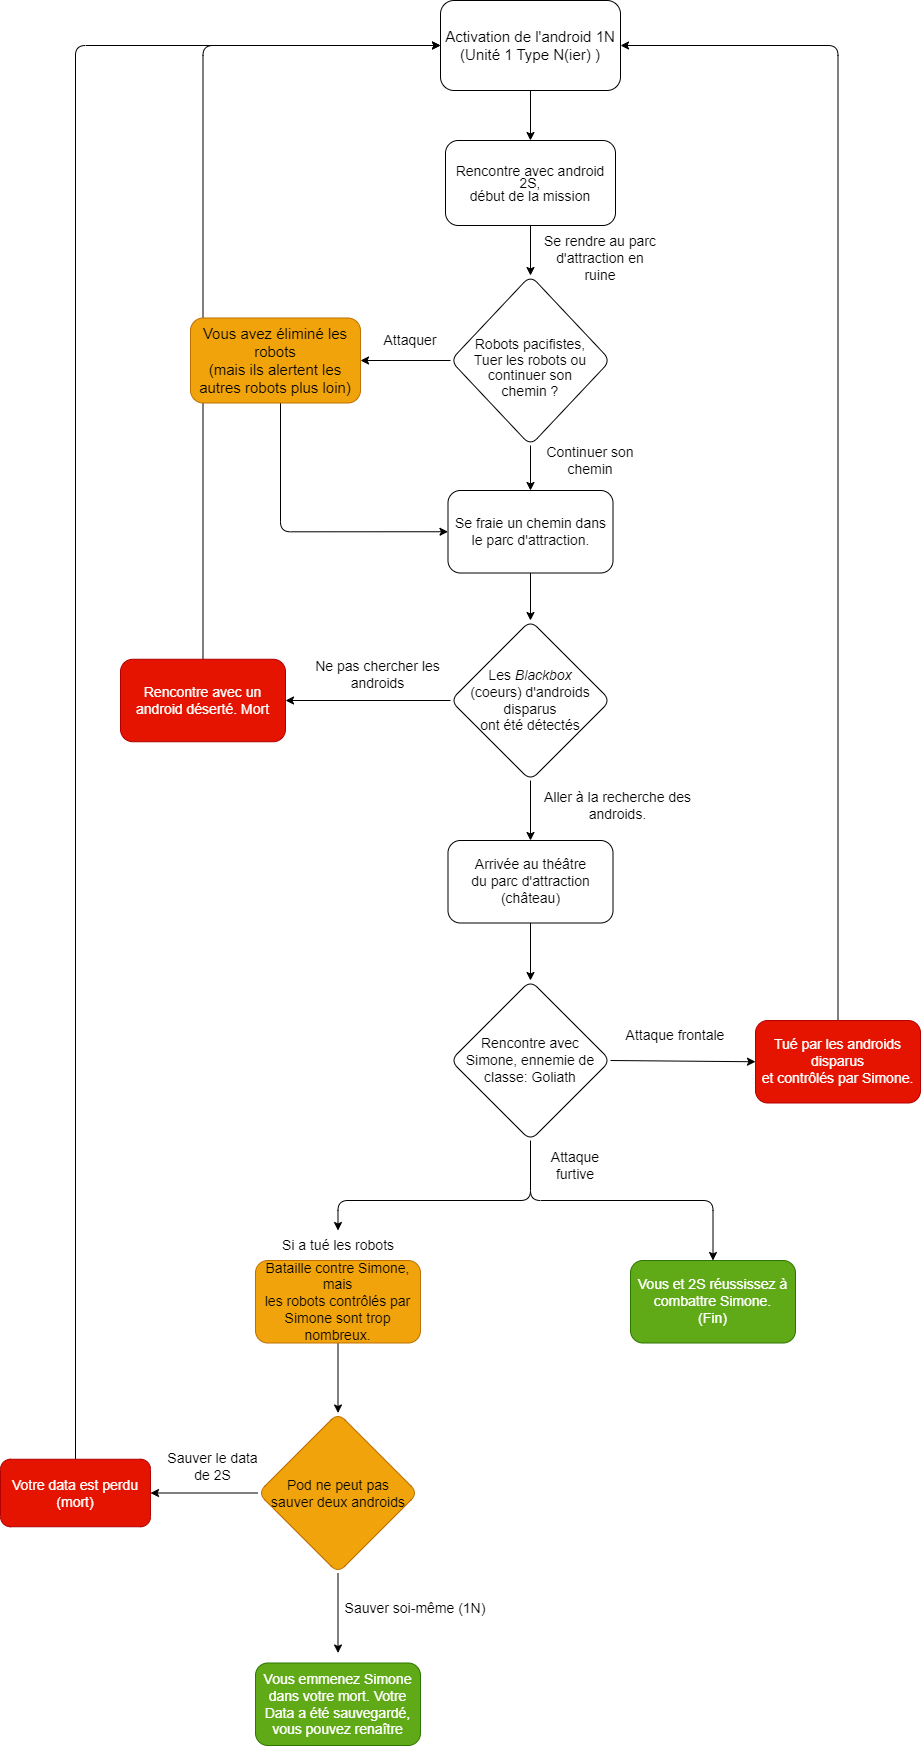 Activation de l'android 1N
(Unité 1 Type N(ier) )
Rencontre avec android
2S,
début de la mission
Se rendre au parc
d'attraction en
ruine
Vous avez éliminé les
robots
(mais ils alertent les
autres robots plus loin)
Attaquer
Robots pacifistes,
Tuer les robots ou
continuer son
chemin ?
Continuer son
chemin
Se fraie un chemin dans
le parc d'attraction.
Rencontre avec un
android déserté. Mort
Ne pas chercher les
androids
Les Blackbox
(coeurs) d'androids
disparus
ont été détectés
Aller à la recherche des
androids.
Arrivée au théâtre
du parc d'attraction
(château)
Rencontre avec
Simone, ennemie de
classe: Goliath
Attaque frontale
Tué par les androids
disparus
et contrôlés par Simone.
Attaque
furtive
Si a tué les robots
Bataille contre Simone,
mais
les robots contrôlés par
Simone sont trop
nombreux.
Vous et 2S réussissez à
combattre Simone.
(Fin)
Votre data est perdu
(mort)
Sauver le data
de 2S
Pod ne peut pas
sauver deux androids
Sauver soi-même (1N)
Vous emmenez Simone
dans votre mort. Votre
Data a été sauvegardé,
vous pouvez renaître